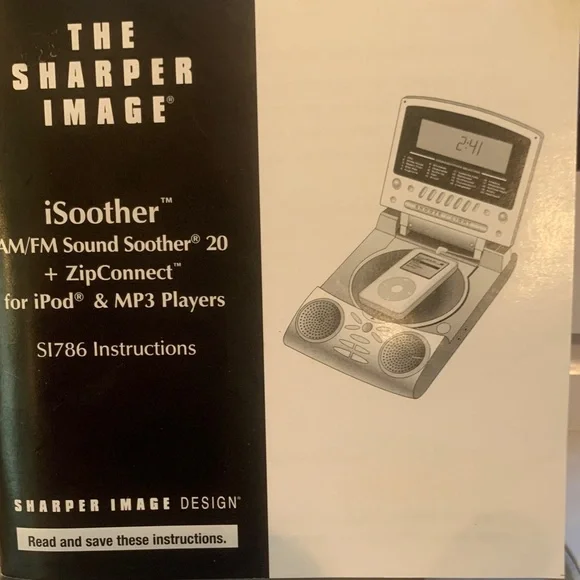 THE
SHARPER
IMAGE®
iSoother™
AM/FM Sound Soother® 20
+ ZipConnect™
for iPod® & MP3 Players
SI786 Instructions
SHARPER IMAGE DESIGN®
Read and save these instructions.
2:41